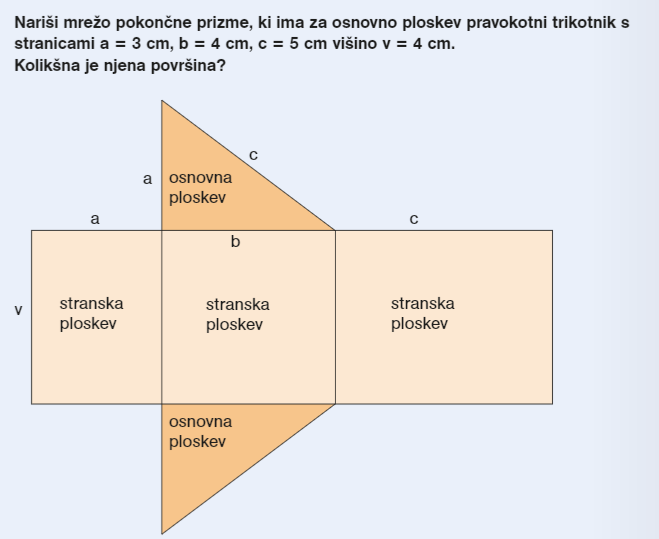 Nariši mrežo pokončne prizme, ki ima za osnovno ploskev pravokotni trikotnik s
stranicami a = 3 cm, b = 4 cm, c = 5 cm višino v = 4 cm.
Kolikšna je njena površina?
c
a
osnovna
ploskev
a
c
b
v
stranska
ploskev
stranska
ploskev
stranska
ploskev
osnovna
ploskev